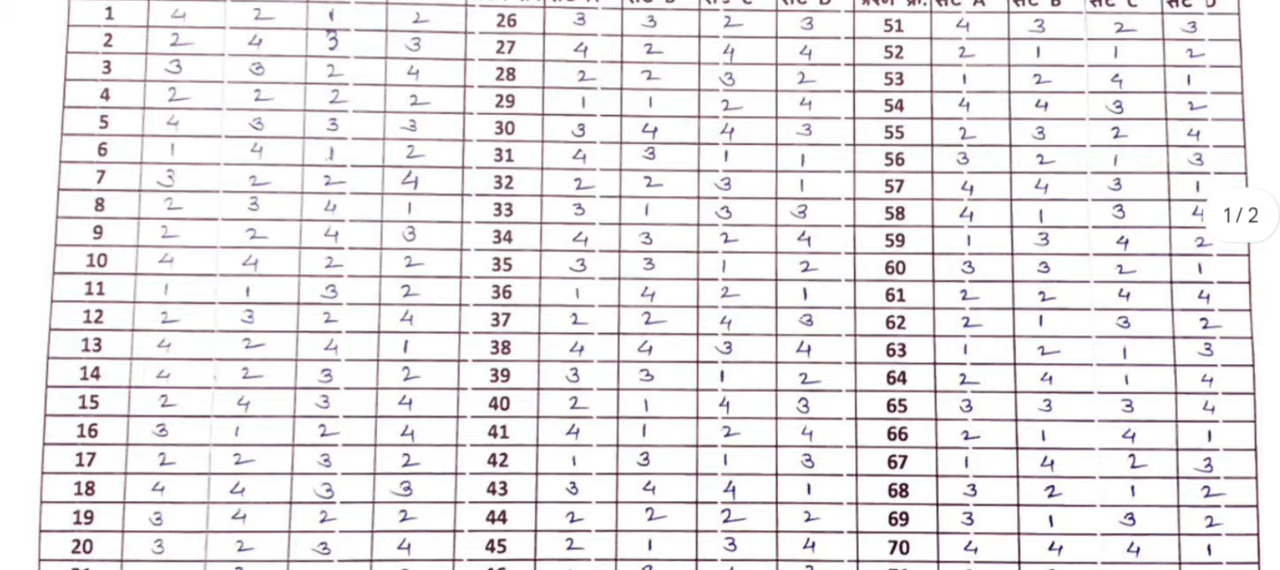 प्रश्न क्र. सेट A सेट B सेट C सेट D
1 4 2 1 2 26 3 3 2 3 51 4 3 2 3
2 2 4 3 3 27 4 2 4 4 52 2 1 1 2
3 3 3 2 4 28 2 2 3 2 53 1 2 4 1
4 2 2 2 2 29 1 1 2 4 54 4 4 3 2
5 4 3 3 3 30 3 4 4 3 55 2 3 2 4
6 1 4 1 2 31 4 3 1 1 56 3 2 1 3
7 3 2 2 4 32 2 2 3 1 57 4 4 3 1
8 2 3 4 1 33 3 1 3 3 58 4 1 3 4
1/2
9 2 2 4 3 34 4 3 2 4 59 1 3 4 2
10 4 4 2 2 35 3 3 1 2 60 3 3 2 1
11 1 1 3 2 36 1 4 2 1 61 2 2 4 4
12 2 3 2 4 37 2 2 4 3 62 2 1 3 2
13 4 2 4 1 38 4 4 3 4 63 1 2 1 3
14 4 2 3 2 39 3 3 1 2 64 2 4 1 4
15 2 4 3 4 40 2 1 4 3 65 3 3 3 4
16 3 1 2 4 41 4 1 2 4 66 2 1 4 1
17 2 2 3 2 42 1 3 1 3 67 1 4 2 3
18 4 4 3 3 43 3 4 4 1 68 3 2 1 2
19 3 4 2 2 44 2 2 2 2 69 3 1 3 2
20 3 2 3 4 45 2 1 3 4 70 4 4 4 1